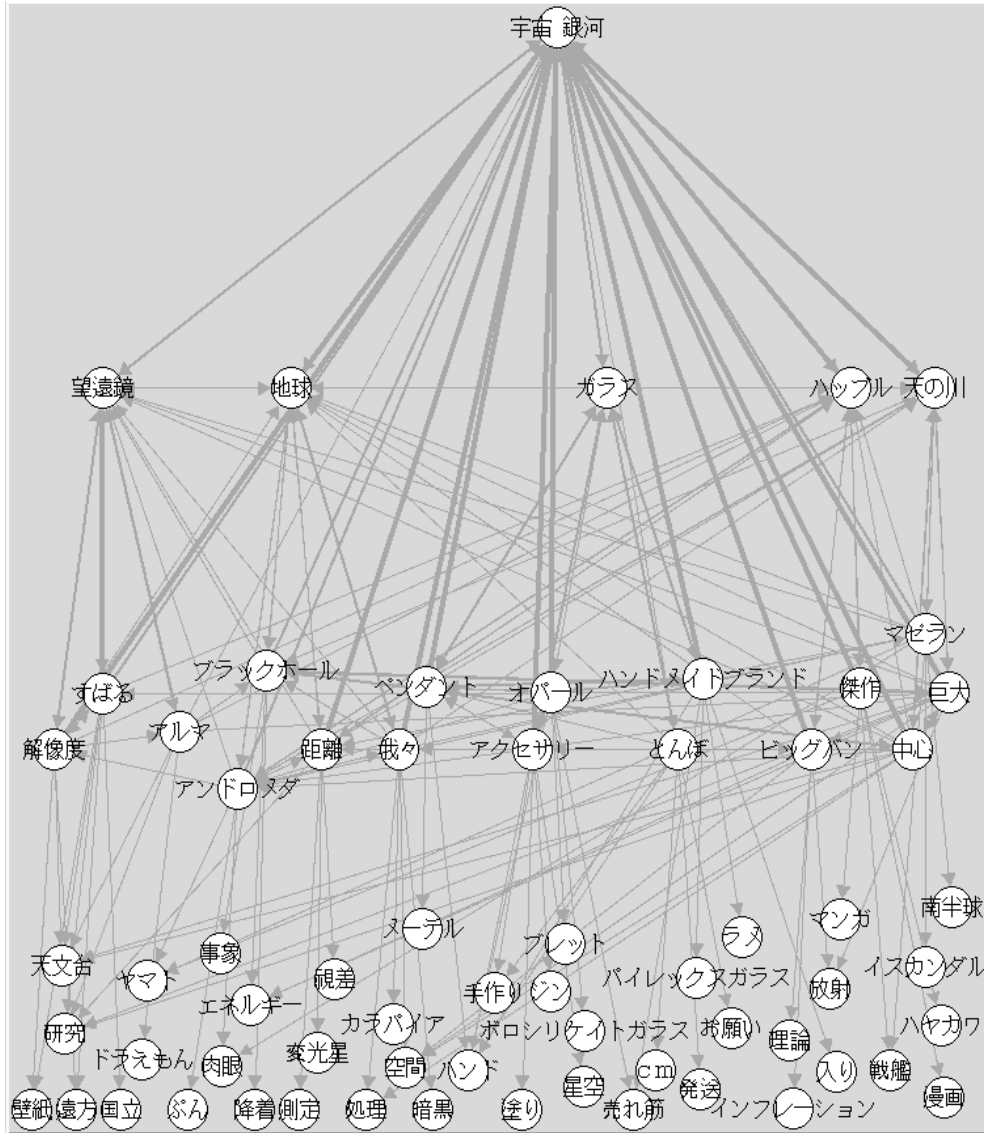 宇宙 銀河
望遠鏡
地球
ガラス
ハッブル
天の川
マゼラン
ブラックホール
すばる
ペンダント
オパール
ハンドメイドブランド
傑作
巨大
アルマ
解像度
距離
我々
アクセサリー
とんぼ
ビッグバン
中心
アンドロメダ
南半球
マンガ
ヌーテル
ブレット
ラメ
事象
天文台
ヤマト
視差
手作り
ジン
パイレックスガラス
放射
イスカンダル
エネルギー
カラパイア
ボロシリケイトガラス
お願い
理論
ハヤカワ
研究
ドラえもん
肉眼
変光星
空間
ハンド
星空
cm
発送
入り
戦艦
漫画
壁紙
遠方
国立
ぷん
降着
測定
処理
暗黒
塗り
売れ筋
インフレーション